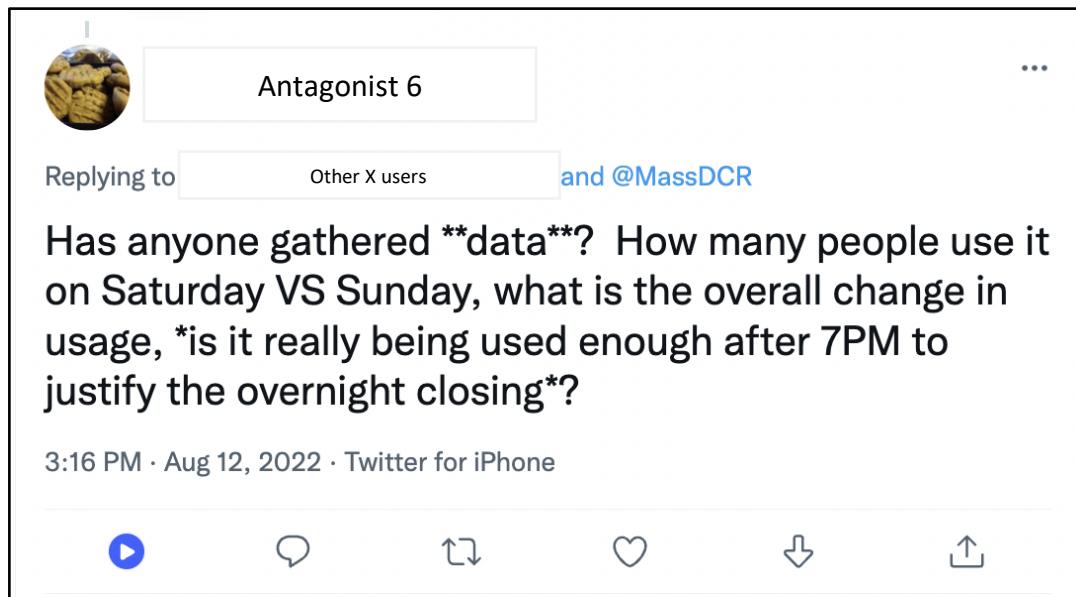 Antagonist 6
Replying to Other X users and @MassDCR
Has anyone gathered **data**?  How many people use it
on Saturday VS Sunday, what is the overall change in
usage, *is it really being used enough after 7PM to
justify the overnight closing*?
3:16 PM · Aug 12, 2022 · Twitter for iPhone